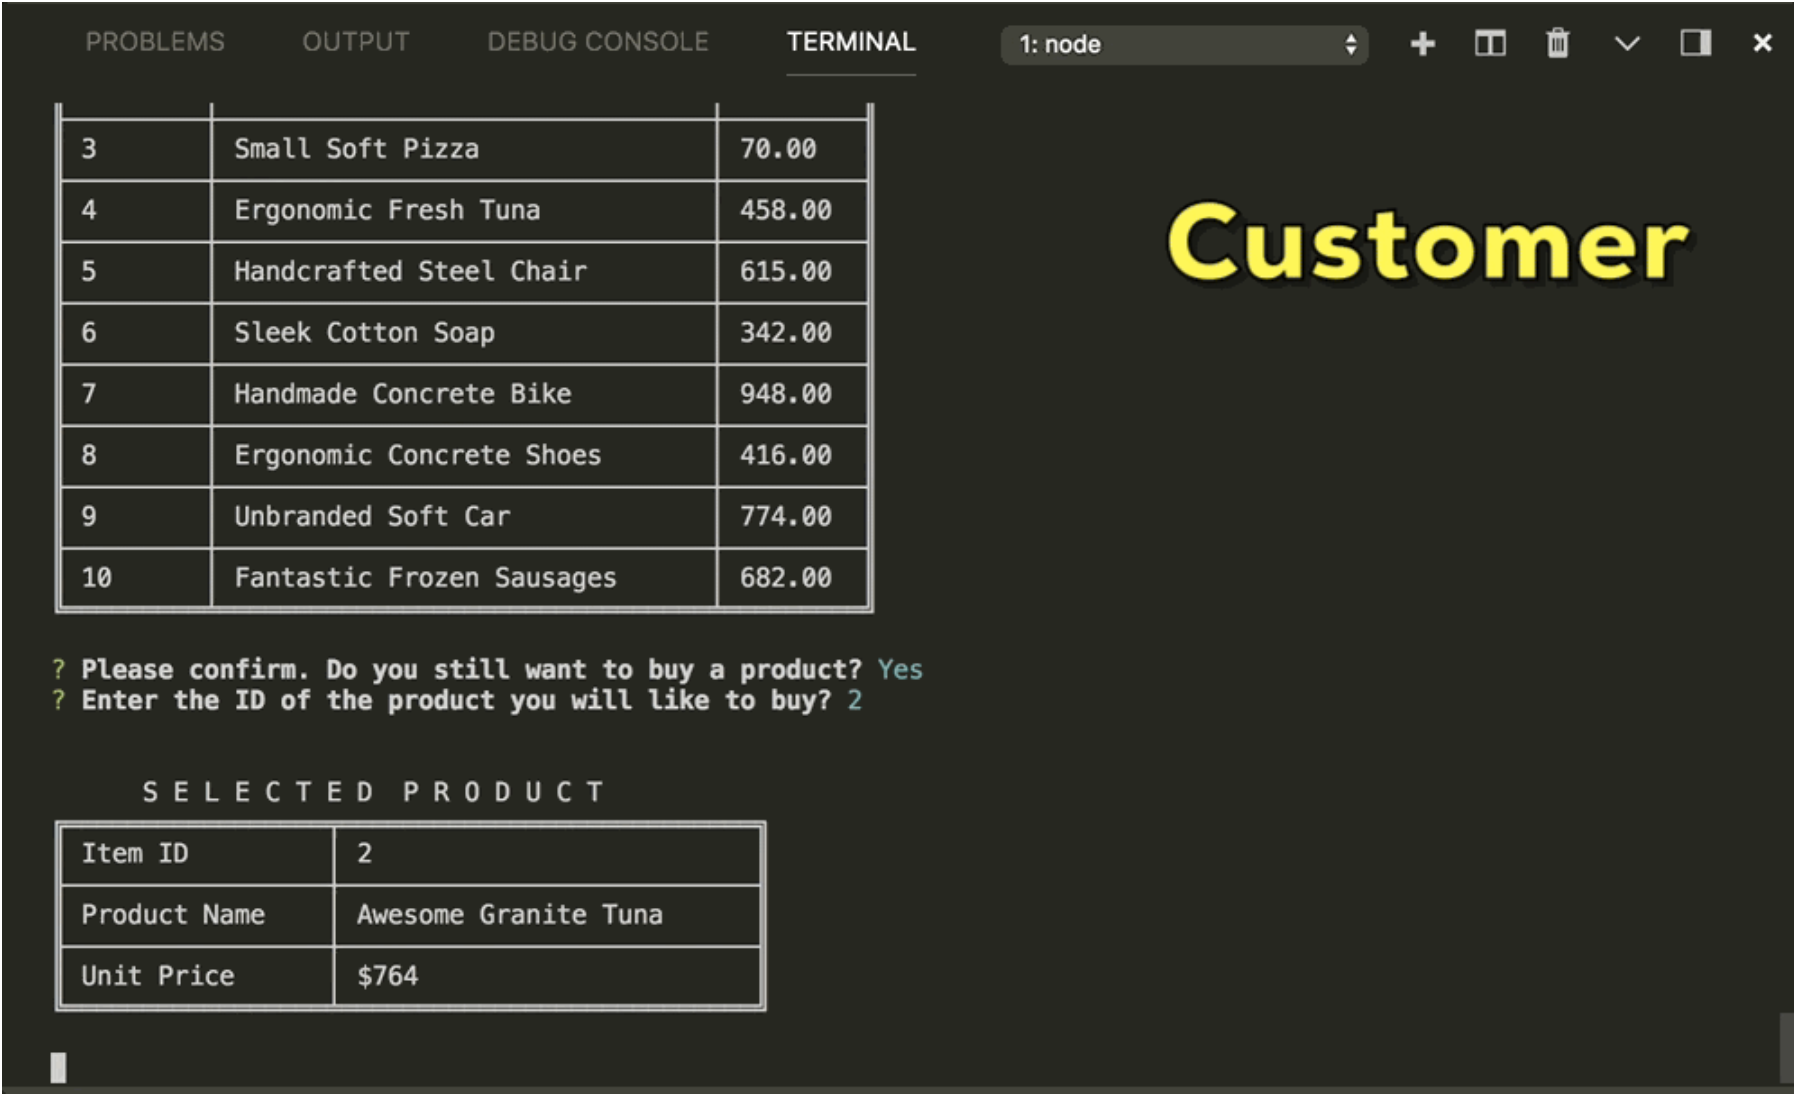 PROBLEMS OUTPUT DEBUG CONSOLE TERMINAL 1: node
3 Small Soft Pizza 70.00
4 Ergonomic Fresh Tuna 458.00
Customer
5 Handcrafted Steel Chair 615.00
6 Sleek Cotton Soap 342.00
7 Handmade Concrete Bike 948.00
8 Ergonomic Concrete Shoes 416.00
9 Unbranded Soft Car 774.00
10 Fantastic Frozen Sausages 682.00
? Please confirm. Do you still want to buy a product? Yes
? Enter the ID of the product you will like to buy? 2
S E L E C T E D P R O D U C T
Item ID 2
Product Name Awesome Granite Tuna
Unit Price $764